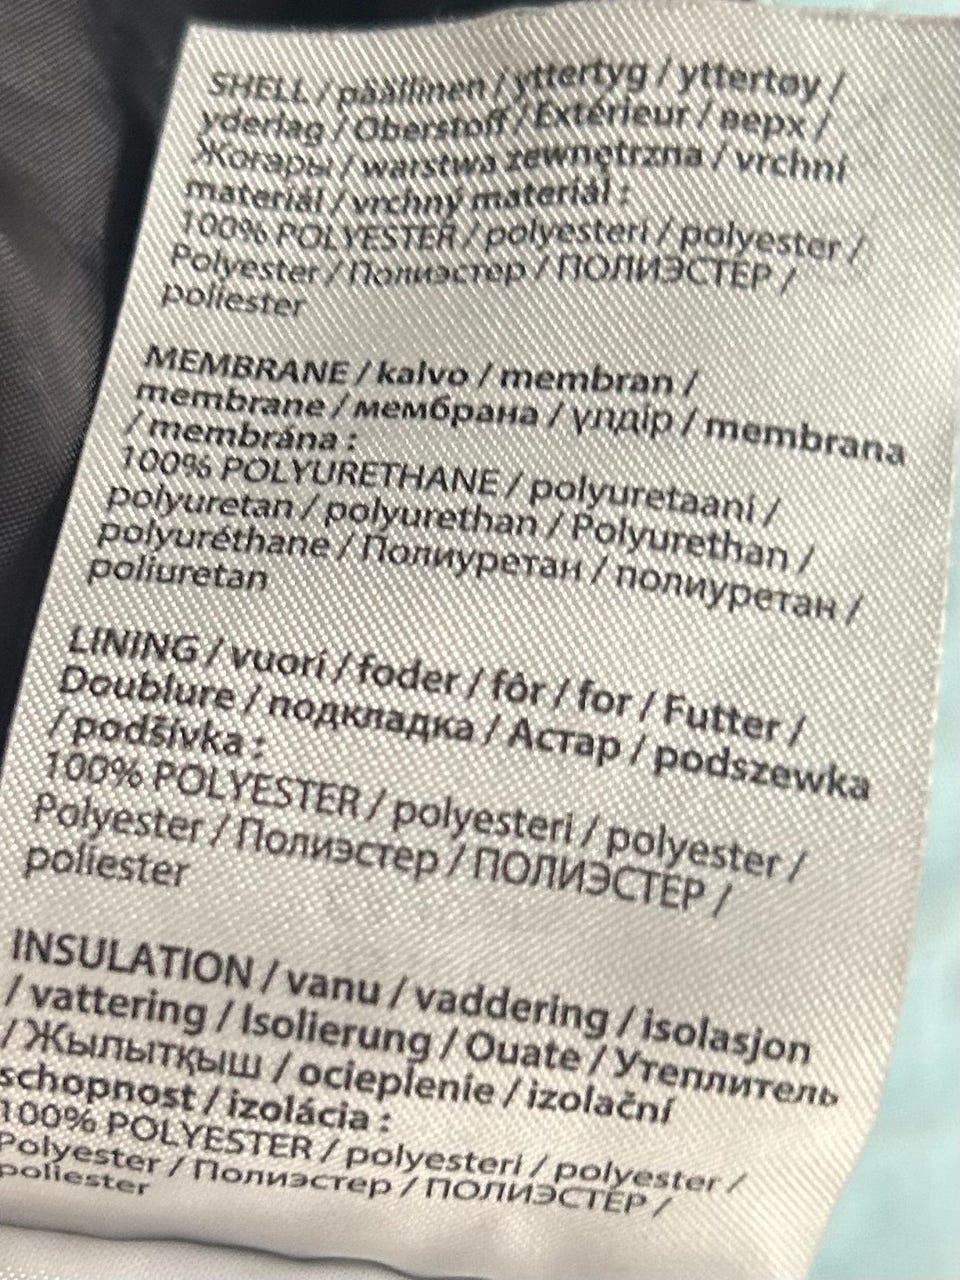 SHELL / päällinen / yttertyg / yttertøy /
yderlag / Oberstoff / Extérieur / верх /
Жоғары / warstwa zewnętrzna / vrchní
materiál / vrchný materiál :
100% POLYESTER / polyesteri / polyester /
Polyester / Полиэстер / ПОЛИЭСТЕР /
poliester
MEMBRANE / kalvo / membran /
membrane / мембрана / үлдір / membrana
/ membrána :
100% POLYURETHANE / polyuretaani /
polyuretan / polyurethan / Polyurethan /
polyuréthane / Полиуретан / полиуретан /
poliuretan
LINING / vuori / foder / fôr / for / Futter /
Doublure / подкладка / Астар / podszewka
/ podšívka :
100% POLYESTER / polyesteri / polyester /
Polyester / Полиэстер / ПОЛИЭСТЕР /
poliester
INSULATION / vanu / vaddering / isolasjon
/ vattering / Isolierung / Ouate / Утеплитель
/ Жылытқыш / ocieplenie / izolační
schopnost / izolácia :
100% POLYESTER / polyesteri / polyester /
Polyester / Полиэстер / ПОЛИЭСТЕР /
poliester